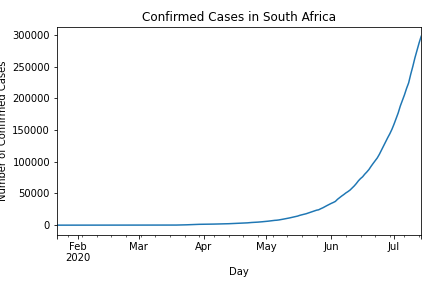 Confirmed Cases in South Africa
300000
250000
200000
150000
100000
50000
0
Number of Confirmed Cases
Feb
2020
Mar
Apr
May
Jun
Jul
Day